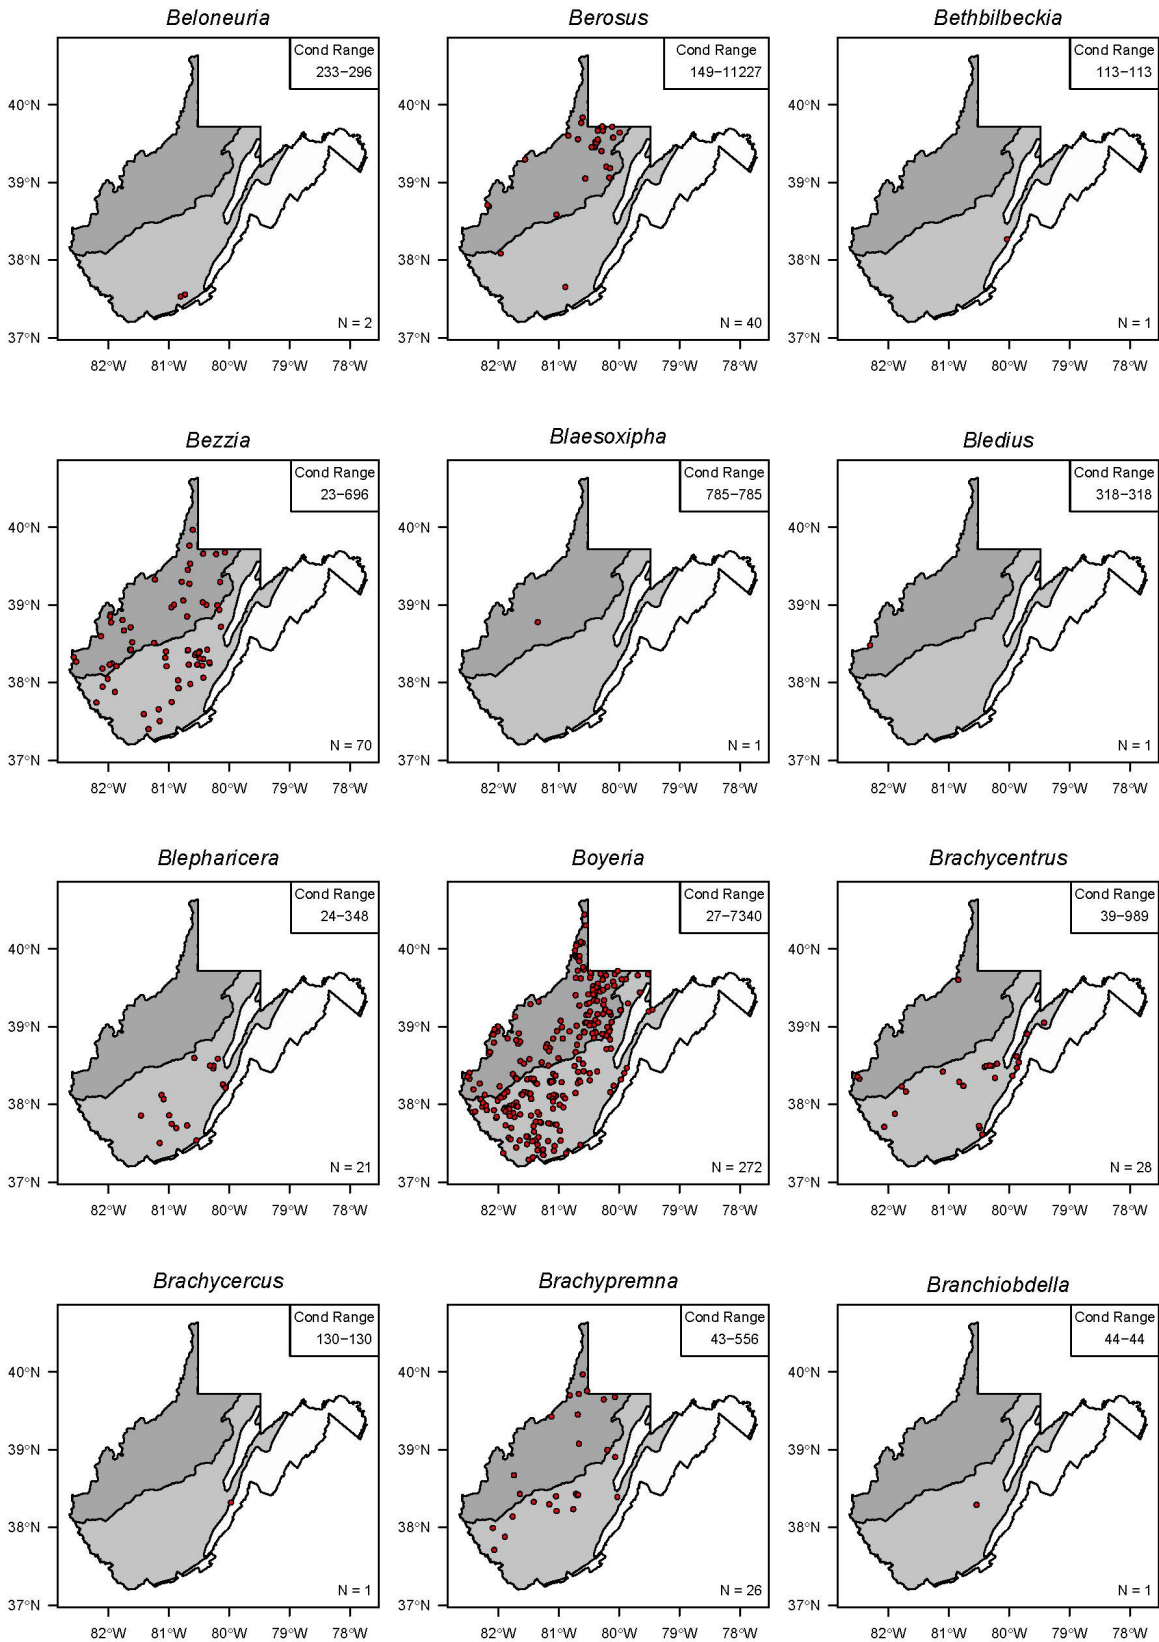 Beloneuria
Cond Range
233−296
40°N
39°N
38°N
37°N
N = 2
82°W 81°W 80°W 79°W 78°W
Berosus
Cond Range
149−11227
40°N
39°N
38°N
37°N
N = 40
82°W 81°W 80°W 79°W 78°W
Bethbilbeckia
Cond Range
113−113
40°N
39°N
38°N
37°N
N = 1
82°W 81°W 80°W 79°W 78°W
Bezzia
Cond Range
23−696
40°N
39°N
38°N
37°N
N = 70
82°W 81°W 80°W 79°W 78°W
Blaesoxipha
Cond Range
785−785
40°N
39°N
38°N
37°N
N = 1
82°W 81°W 80°W 79°W 78°W
Bledius
Cond Range
318−318
40°N
39°N
38°N
37°N
N = 1
82°W 81°W 80°W 79°W 78°W
Blepharicera
Cond Range
24−348
40°N
39°N
38°N
37°N
N = 21
82°W 81°W 80°W 79°W 78°W
Boyeria
Cond Range
27−7340
40°N
39°N
38°N
37°N
N = 272
82°W 81°W 80°W 79°W 78°W
Brachycentrus
Cond Range
39−989
40°N
39°N
38°N
37°N
N = 28
82°W 81°W 80°W 79°W 78°W
Brachycercus
Cond Range
130−130
40°N
39°N
38°N
37°N
N = 1
82°W 81°W 80°W 79°W 78°W
Brachypremna
Cond Range
43−556
40°N
39°N
38°N
37°N
N = 26
82°W 81°W 80°W 79°W 78°W
Branchiobdella
Cond Range
44−44
40°N
39°N
38°N
37°N
N = 1
82°W 81°W 80°W 79°W 78°W